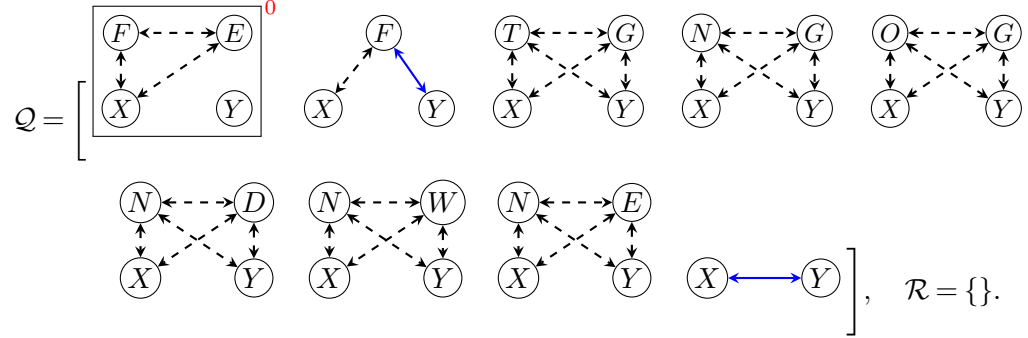 F E 0 F T G N G O G
Q = [ X Y X Y X Y X Y X Y
N D N W N E
X Y X Y X Y X Y ], R = {}.